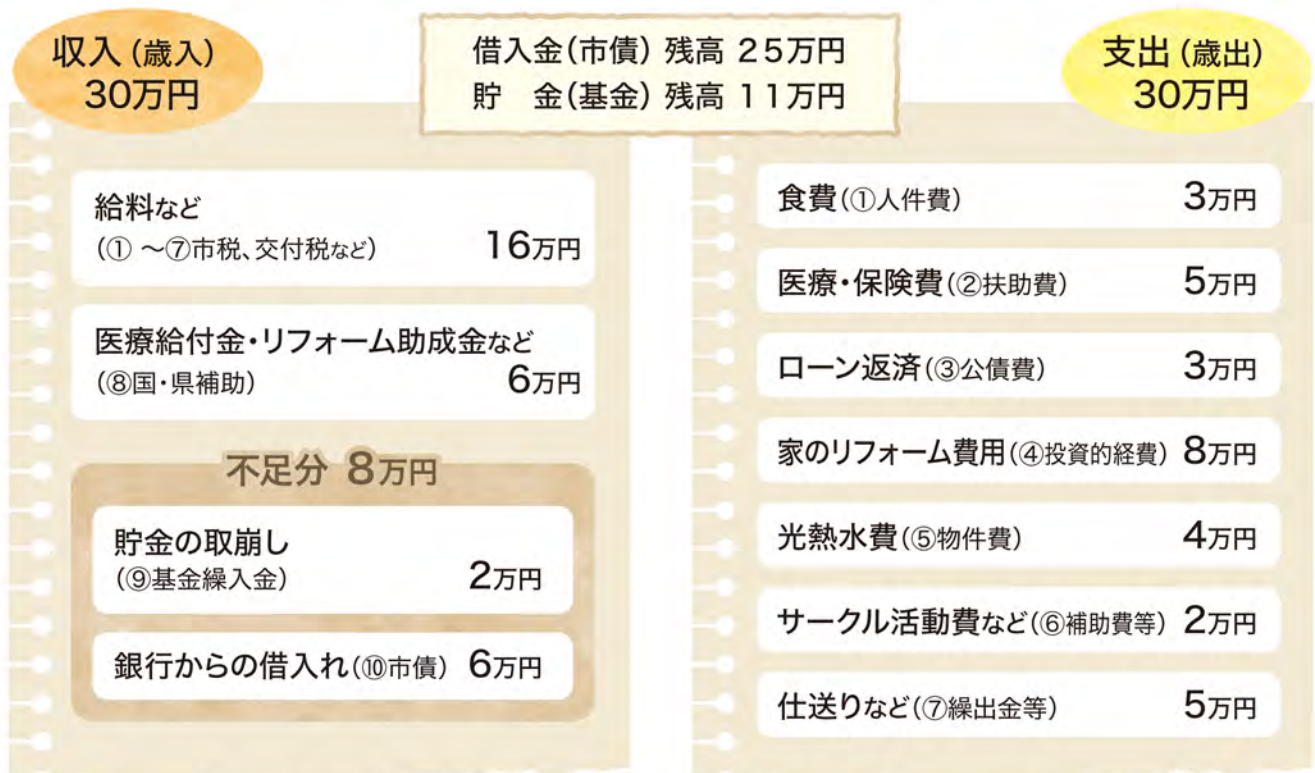 収入(歳入)
30万円
借入金(市債) 残高 25万円
貯　金(基金) 残高 11万円
支出(歳出)
30万円
給料など
(① ～⑦市税、交付税など) 16万円
医療給付金・リフォーム助成金など
(⑧国・県補助) 6万円
不足分 8万円
貯金の取崩し
(⑨基金繰入金) 2万円
銀行からの借入れ(⑩市債) 6万円
食費(①人件費) 3万円
医療・保険費(②扶助費) 5万円
ローン返済(③公債費) 3万円
家のリフォーム費用(④投資的経費) 8万円
光熱水費(⑤物件費) 4万円
サークル活動費など(⑥補助費等) 2万円
仕送りなど(⑦繰出金等) 5万円